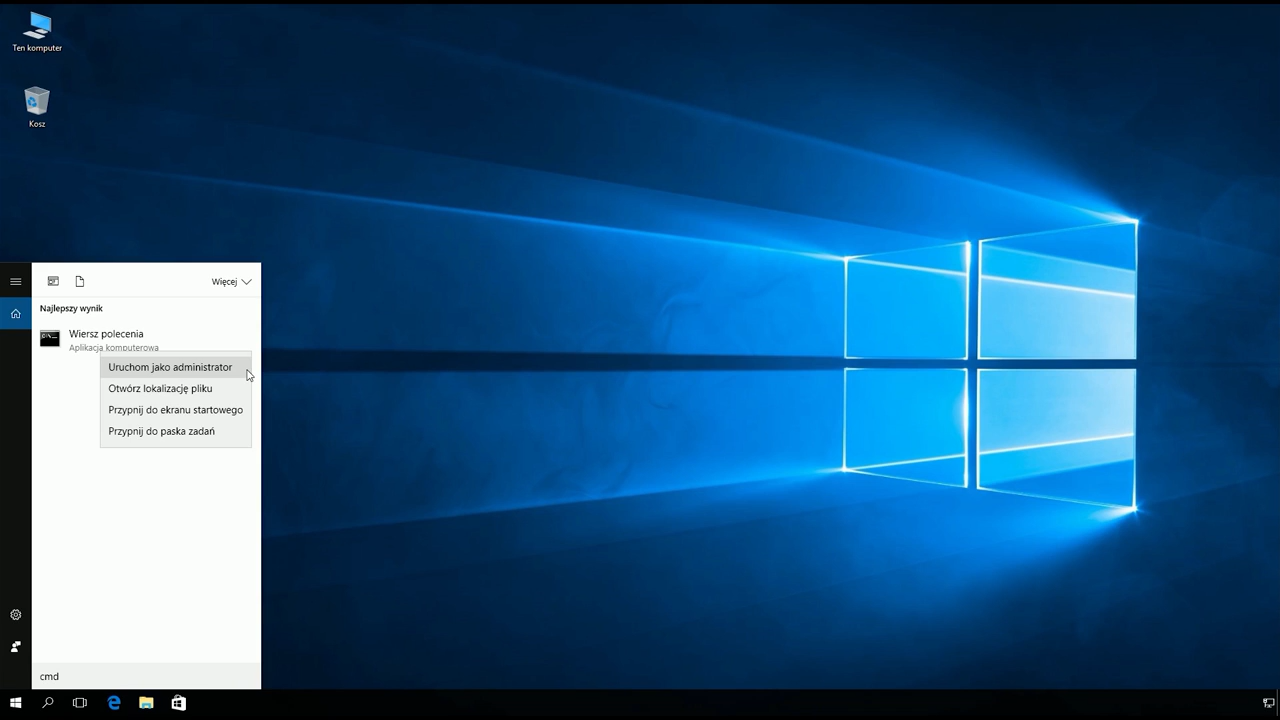 Ten komputer
Kosz
Więcej
Najlepszy wynik
C:\...
Wiersz polecenia
Aplikacja komputerowa
Uruchom jako administrator
Otwórz lokalizację pliku
Przypnij do ekranu startowego
Przypnij do paska zadań
cmd